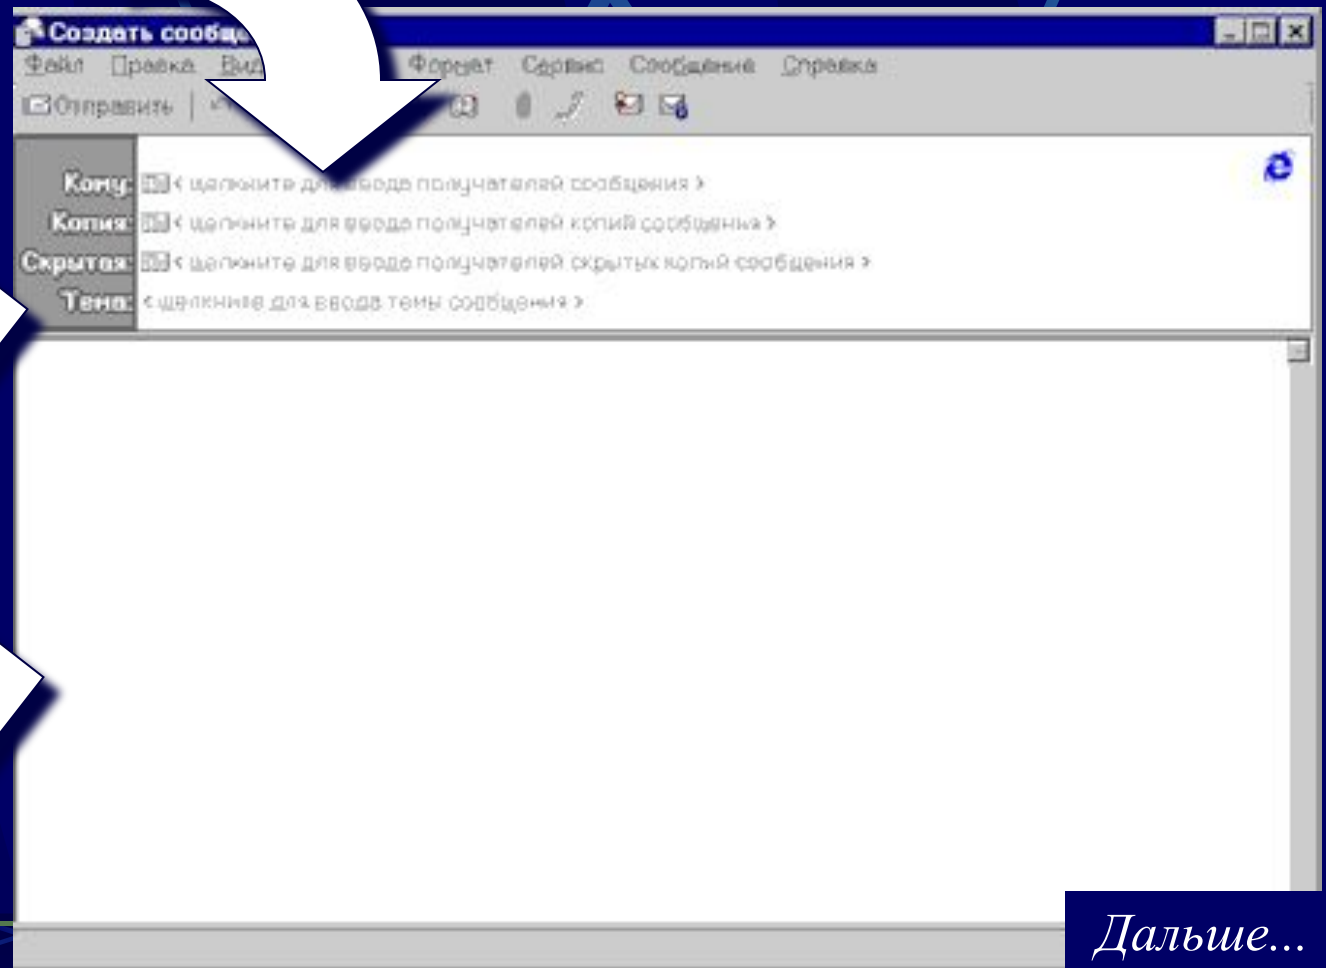 Создать сообще
Файл Правка Вид Формат Сервис Сообщение Справка
Отправить
Кому: < щелкните для ввода получателей сообщения >
Копия: < щелкните для ввода получателей копий сообщения >
Скрытая: < щелкните для ввода получателей скрытых копий сообщения >
Тема: < щелкните для ввода темы сообщения >
Дальше...